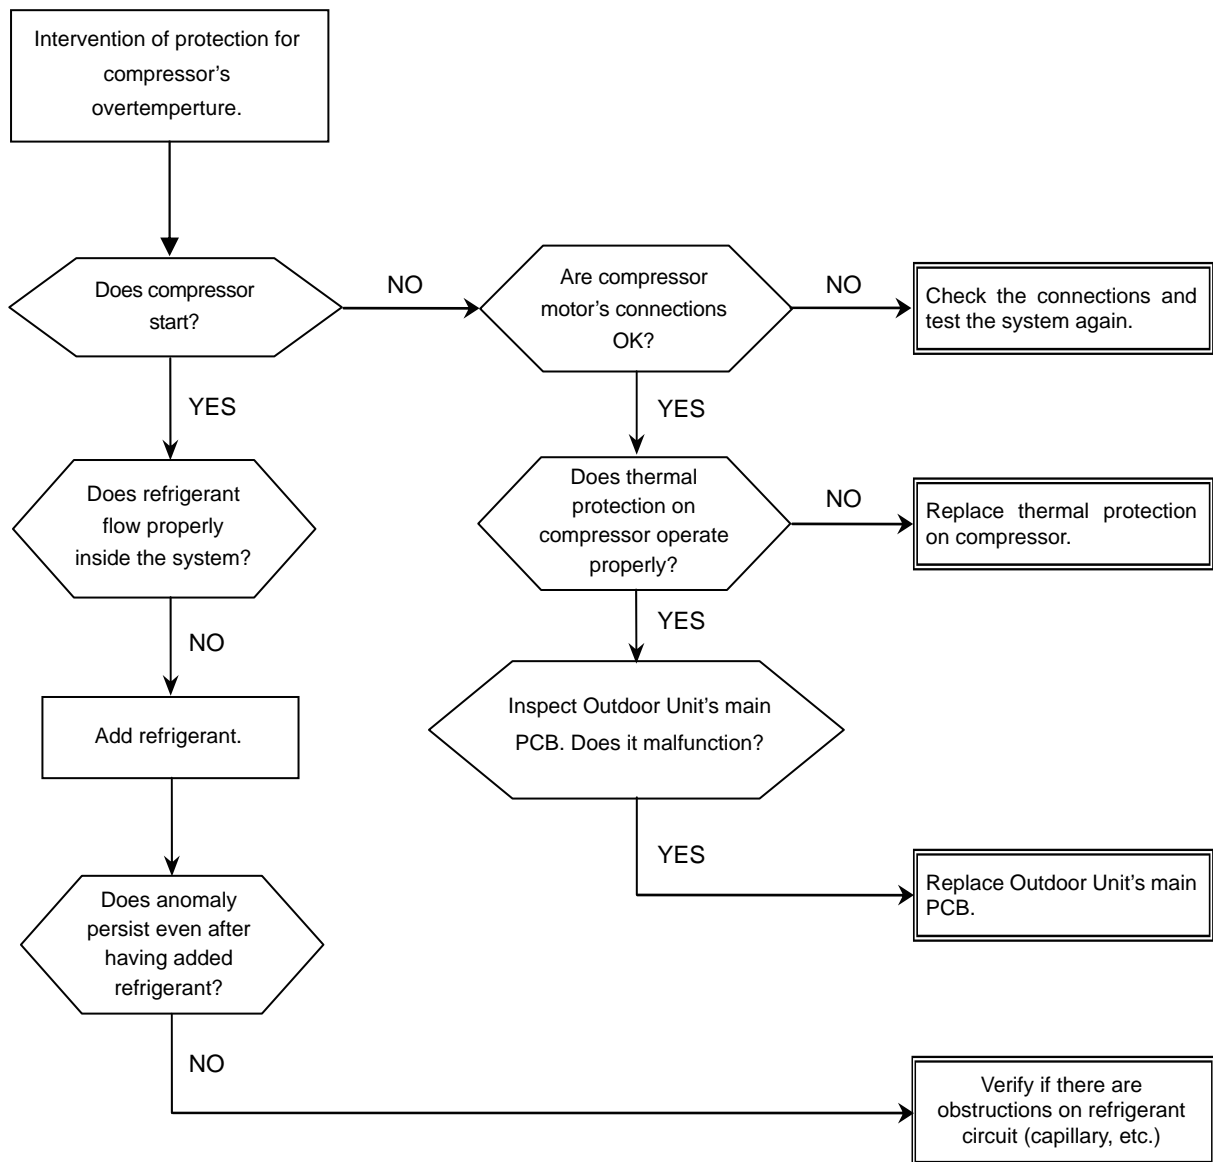 Intervention of protection for
compressor’s
overtemperature.
Does compressor
start?
NO
Are compressor
motor’s connections
OK?
NO
Check the connections and
test the system again.
YES
YES
Does refrigerant
flow properly
inside the system?
Does thermal
protection on
compressor operate
properly?
NO
Replace thermal protection
on compressor.
NO
YES
Add refrigerant.
Inspect Outdoor Unit’s main
PCB. Does it malfunction?
YES
Replace Outdoor Unit’s main
PCB.
Does anomaly
persist even after
having added
refrigerant?
NO
Verify if there are
obstructions on refrigerant
circuit (capillary, etc.)